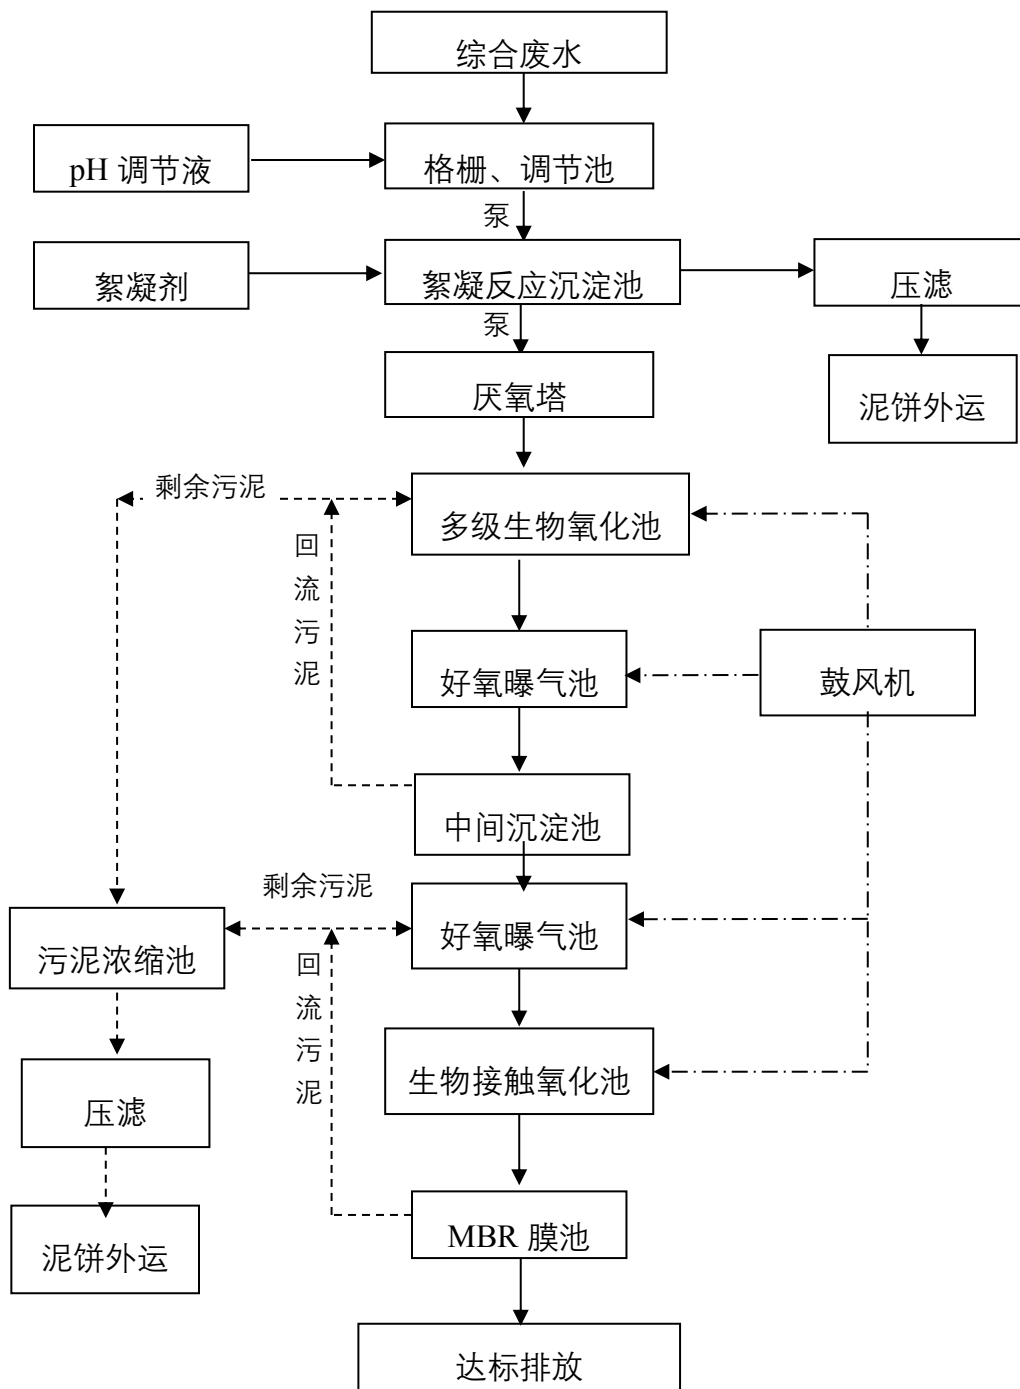 综合废水
pH 调节液
格栅、调节池
泵
絮凝剂
絮凝反应沉淀池
压滤
泵
厌氧塔
泥饼外运
剩余污泥
多级生物氧化池
回流污泥
好氧曝气池
鼓风机
中间沉淀池
剩余污泥
污泥浓缩池
好氧曝气池
回流污泥
压滤
生物接触氧化池
泥饼外运
MBR 膜池
达标排放